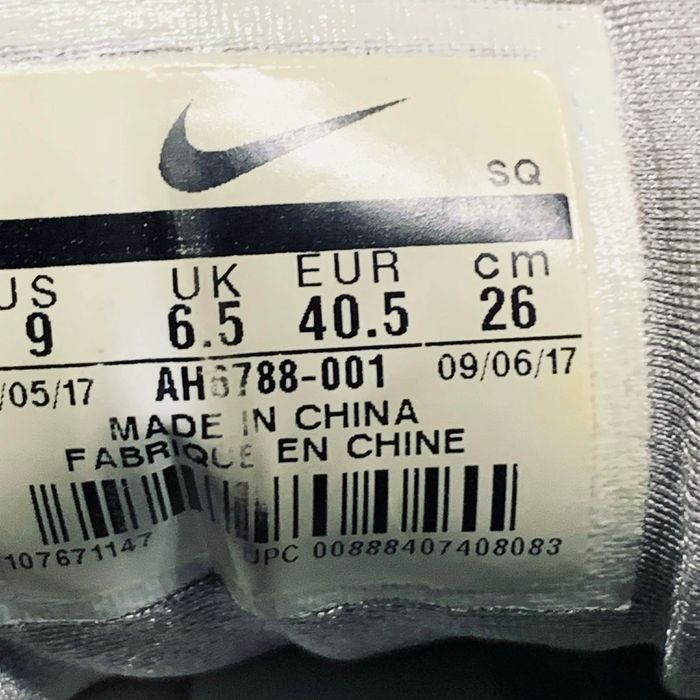 SQ
US UK EUR cm
9 6.5 40.5 26
/05/17 AH6788-001 09/06/17
MADE IN CHINA
FABRIQUE EN CHINE
107671147 UPC 00888407408083